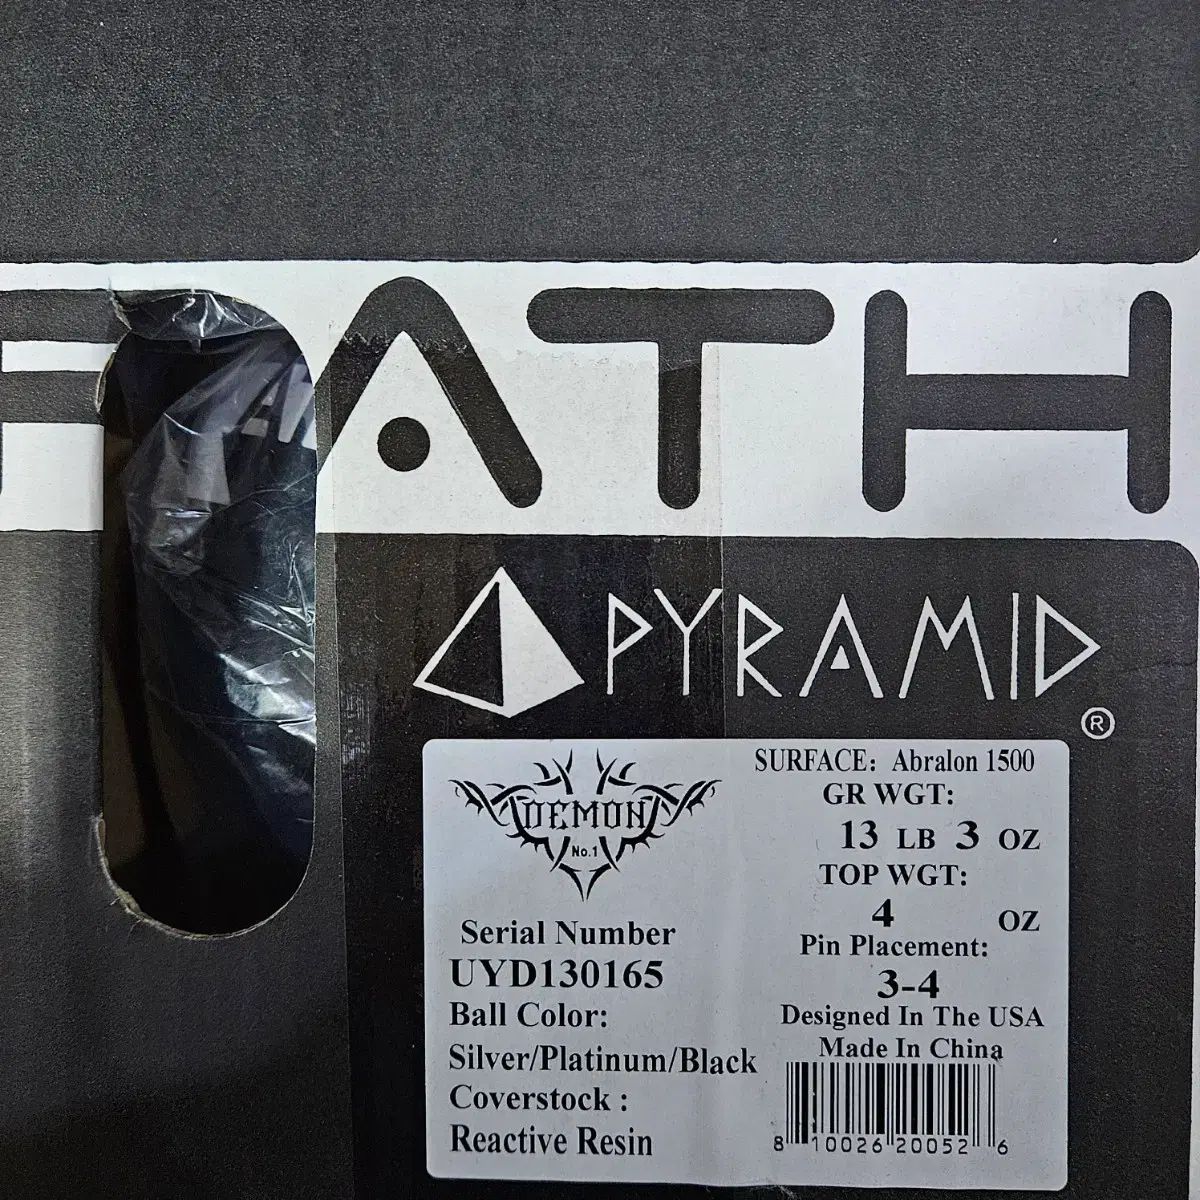 PATH
PYRAMID
®
DEMON
No.1
SURFACE: Abralon 1500
GR WGT:
13 LB 3 OZ
TOP WGT:
4 OZ
Pin Placement:
3-4
Designed In The USA
Made In China
8 10026 20052 6
Serial Number
UYD130165
Ball Color:
Silver/Platinum/Black
Coverstock :
Reactive Resin